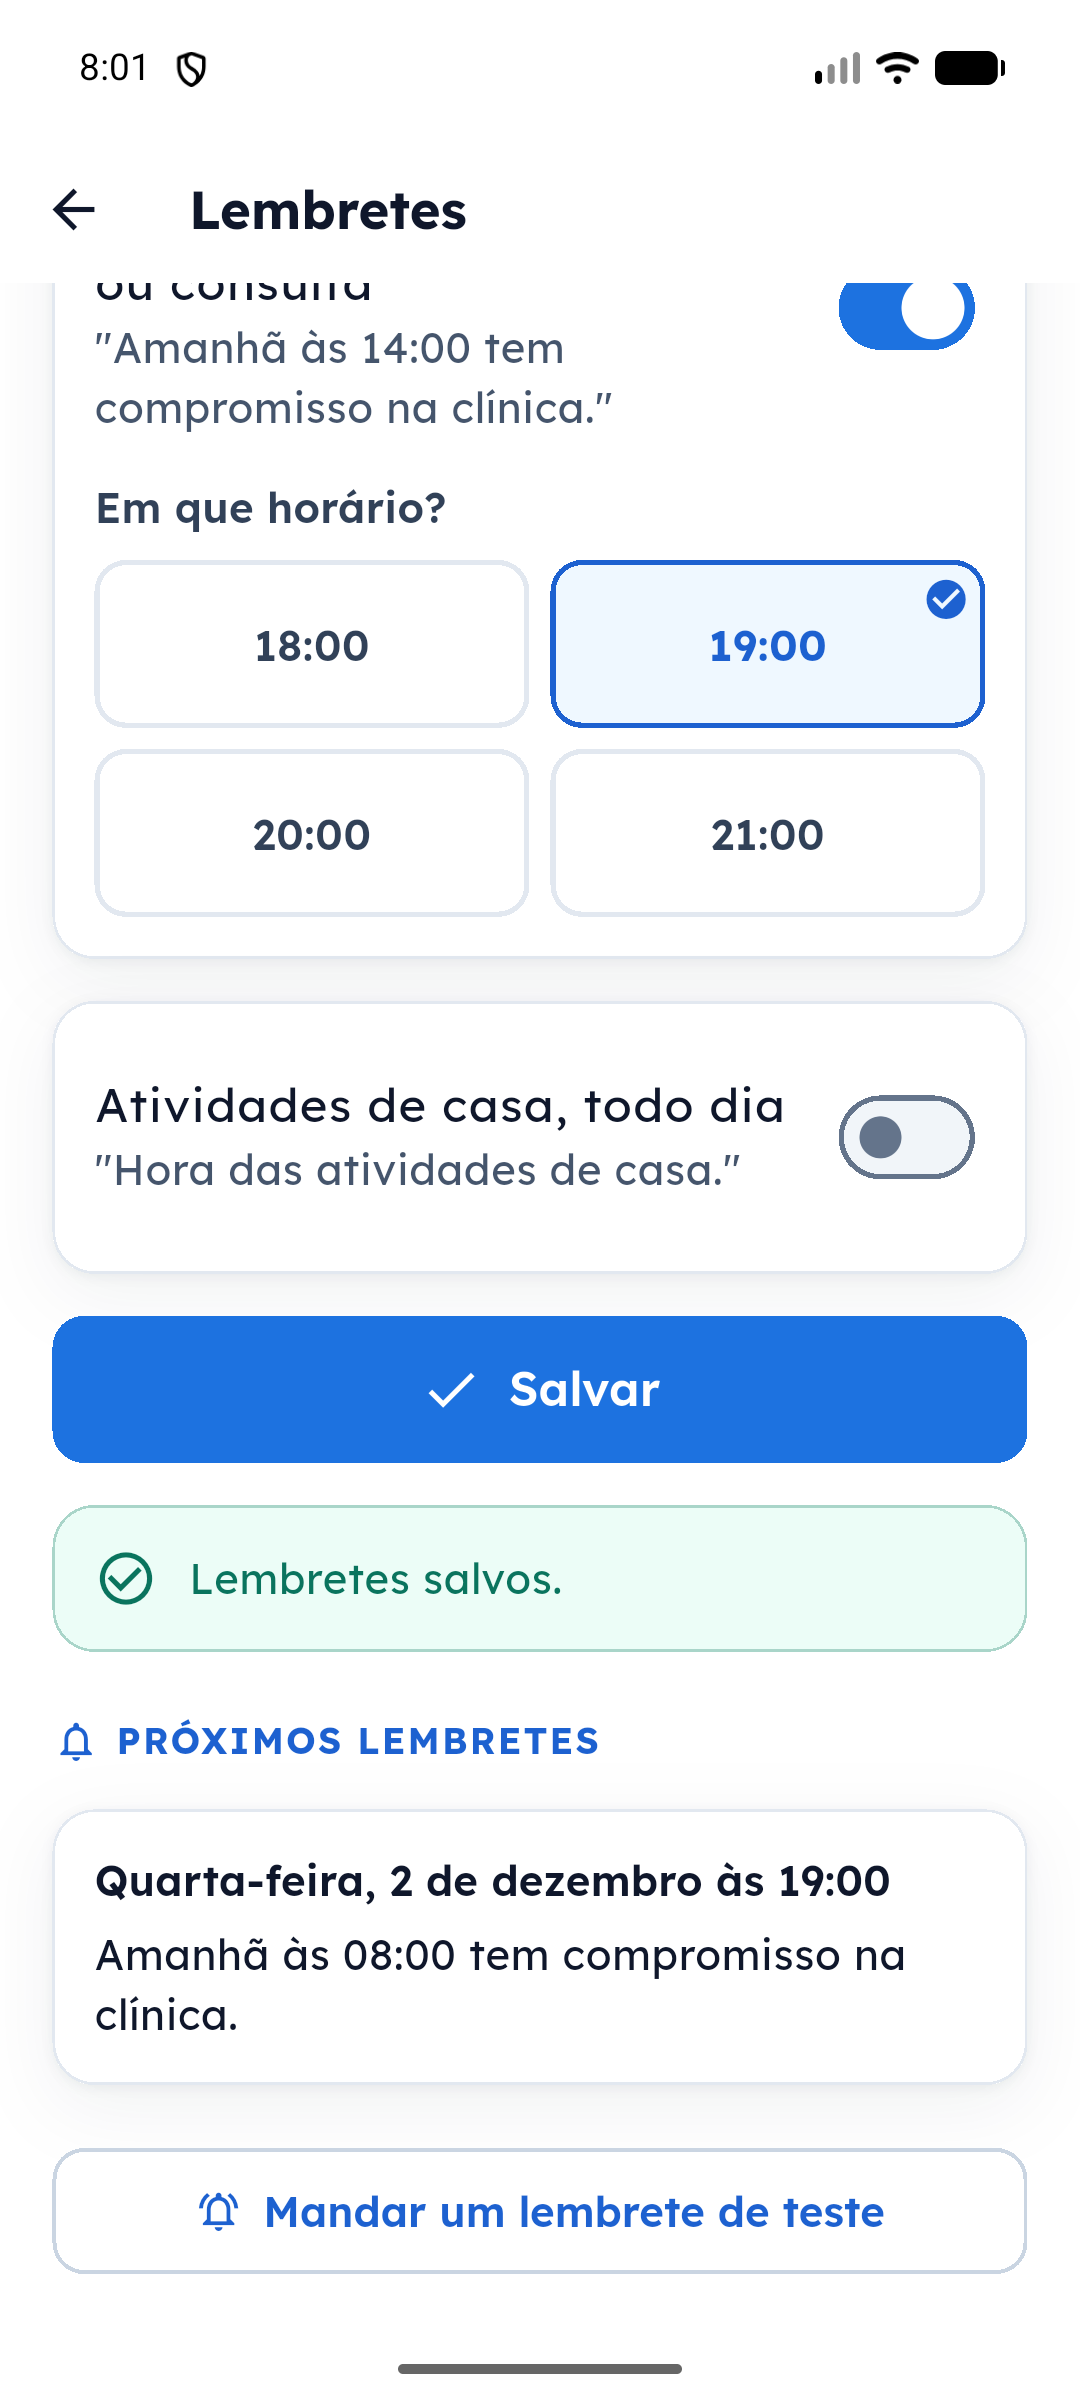 8:01
Lembretes
ou consulta
"Amanhã às 14:00 tem
compromisso na clínica."
Em que horário?
18:00
19:00
20:00
21:00
Atividades de casa, todo dia
"Hora das atividades de casa."
Salvar
Lembretes salvos.
PRÓXIMOS LEMBRETES
Quarta-feira, 2 de dezembro às 19:00
Amanhã às 08:00 tem compromisso na
clínica.
Mandar um lembrete de teste